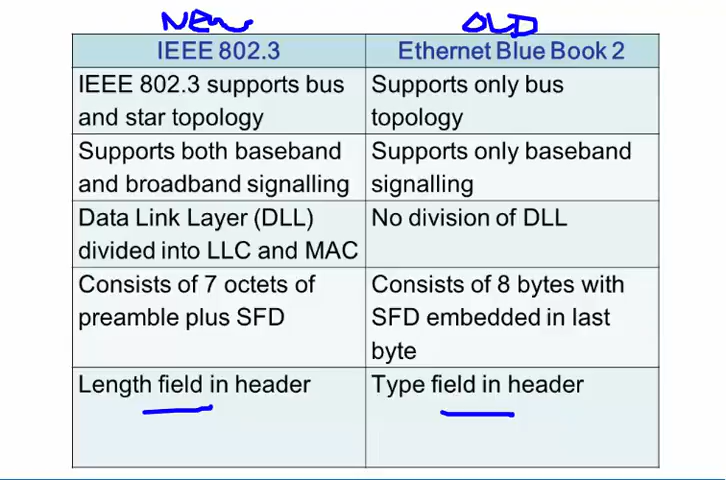 NEW OLD
IEEE 802.3 Ethernet Blue Book 2
IEEE 802.3 supports bus Supports only bus
and star topology topology
Supports both baseband Supports only baseband
and broadband signalling signalling
Data Link Layer (DLL) No division of DLL
divided into LLC and MAC
Consists of 7 octets of Consists of 8 bytes with
preamble plus SFD SFD embedded in last
byte
Length field in header Type field in header